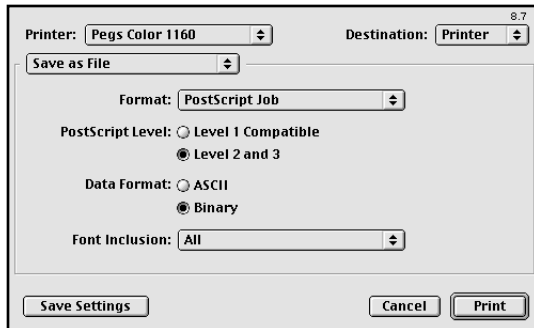 8.7
Printer: Pegs Color 1160 Destination: Printer
Save as File
Format: PostScript Job
PostScript Level: Level 1 Compatible
Level 2 and 3
Data Format: ASCII
Binary
Font Inclusion: All
Save Settings Cancel Print